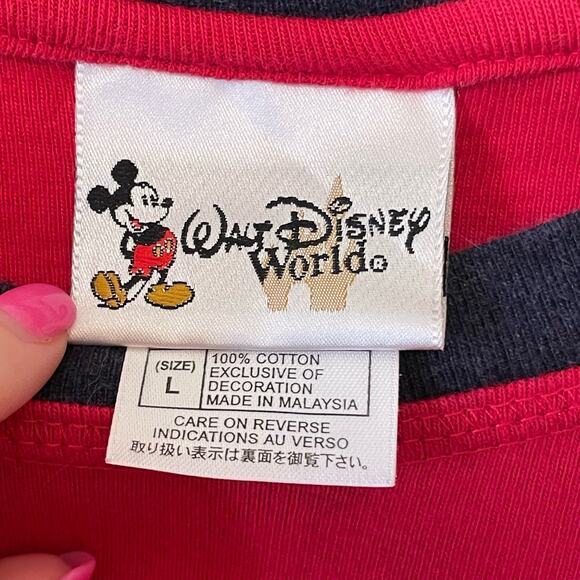 Walt Disney
World©
(SIZE)
L
100% COTTON
EXCLUSIVE OF
DECORATION
MADE IN MALAYSIA
CARE ON REVERSE
INDICATIONS AU VERSO
取り扱い表示は裏面を御覧下さい。